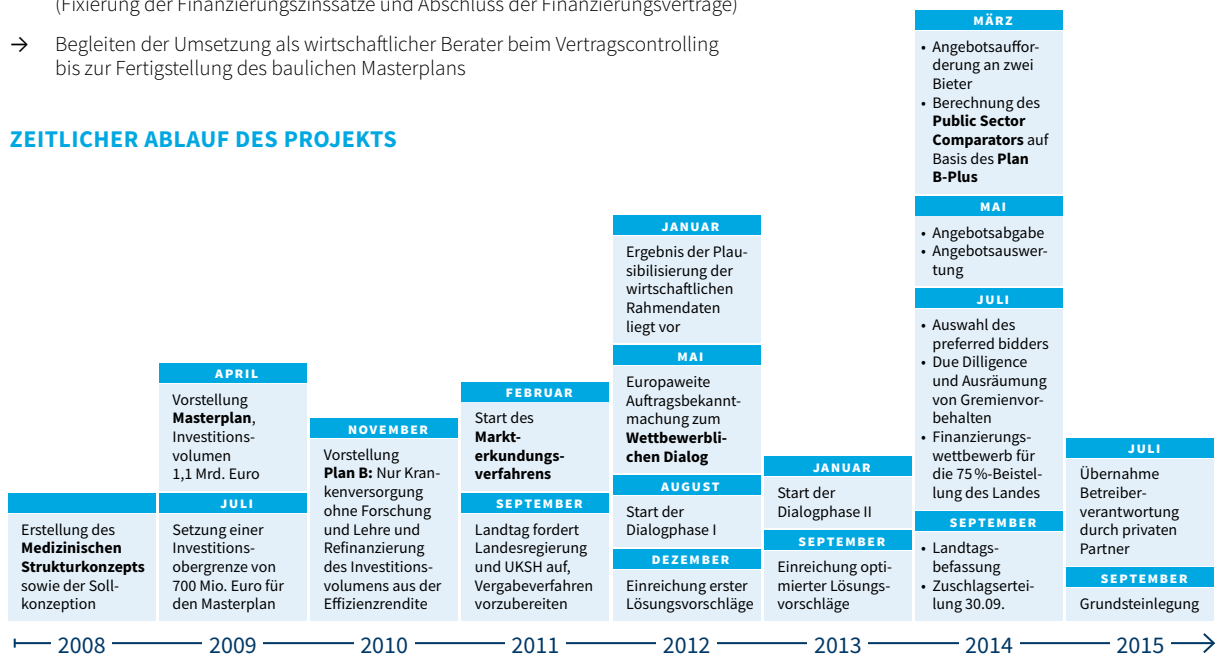 (Fixierung der Finanzierungszinssätze und Abschluss der Finanzierungsverträge)
→ Begleiten der Umsetzung als wirtschaftlicher Berater beim Vertragscontrolling
bis zur Fertigstellung des baulichen Masterplans
ZEITLICHER ABLAUF DES PROJEKTS
Erstellung des
Medizinischen
Strukturkonzepts
sowie der Soll-
konzeption
APRIL
Vorstellung
Masterplan,
Investitions-
volumen
1,1 Mrd. Euro
JULI
Setzung einer
Investitions-
obergrenze von
700 Mio. Euro für
den Masterplan
NOVEMBER
Vorstellung
Plan B: Nur Kran-
kenversorgung
ohne Forschung
und Lehre und
Refinanzierung
des Investitions-
volumens aus der
Effizienzrendite
FEBRUAR
Start des
Markt-
erkundungs-
verfahrens
SEPTEMBER
Landtag fordert
Landesregierung
und UKSH auf,
Vergabeverfahren
vorzubereiten
JANUAR
Ergebnis der Plau-
sibilisierung der
wirtschaftlichen
Rahmendaten
liegt vor
MAI
Europaweite
Auftragsbekannt-
machung zum
Wettbewerbli-
chen Dialog
AUGUST
Start der
Dialogphase I
DEZEMBER
Einreichung erster
Lösungsvorschläge
JANUAR
Start der
Dialogphase II
SEPTEMBER
Einreichung opti-
mierter Lösungs-
vorschläge
MÄRZ
• Angebotsauffor-
derung an zwei
Bieter
• Berechnung des
Public Sector
Comparators auf
Basis des Plan
B-Plus
MAI
• Angebotsabgabe
• Angebotsauswer-
tung
JULI
• Auswahl des
preferred bidders
• Due Dilligence
und Ausräumung
von Gremienvor-
behalten
• Finanzierungs-
wettbewerb für
die 75 %-Beistel-
lung des Landes
SEPTEMBER
• Landtags-
befassung
• Zuschlagsertei-
lung 30.09.
JULI
Übernahme
Betreiber-
verantwortung
durch privaten
Partner
SEPTEMBER
Grundsteinlegung
2008 2009 2010 2011 2012 2013 2014 2015